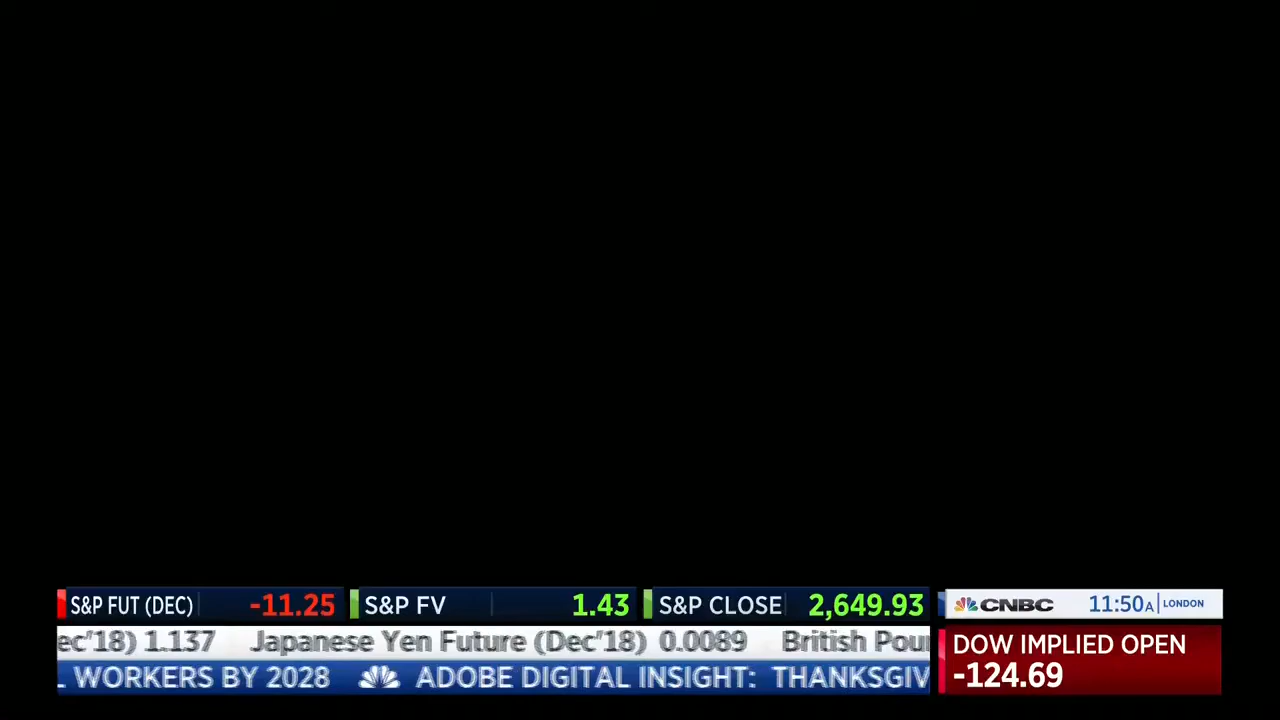 S&P FUT (DEC) -11.25 S&P FV 1.43 S&P CLOSE 2,649.93 CNBC 11:50A LONDON
ec'18) 1.137 Japanese Yen Future (Dec'18) 0.0089 British Poun
WORKERS BY 2028 ADOBE DIGITAL INSIGHT: THANKSGIV
DOW IMPLIED OPEN
-124.69